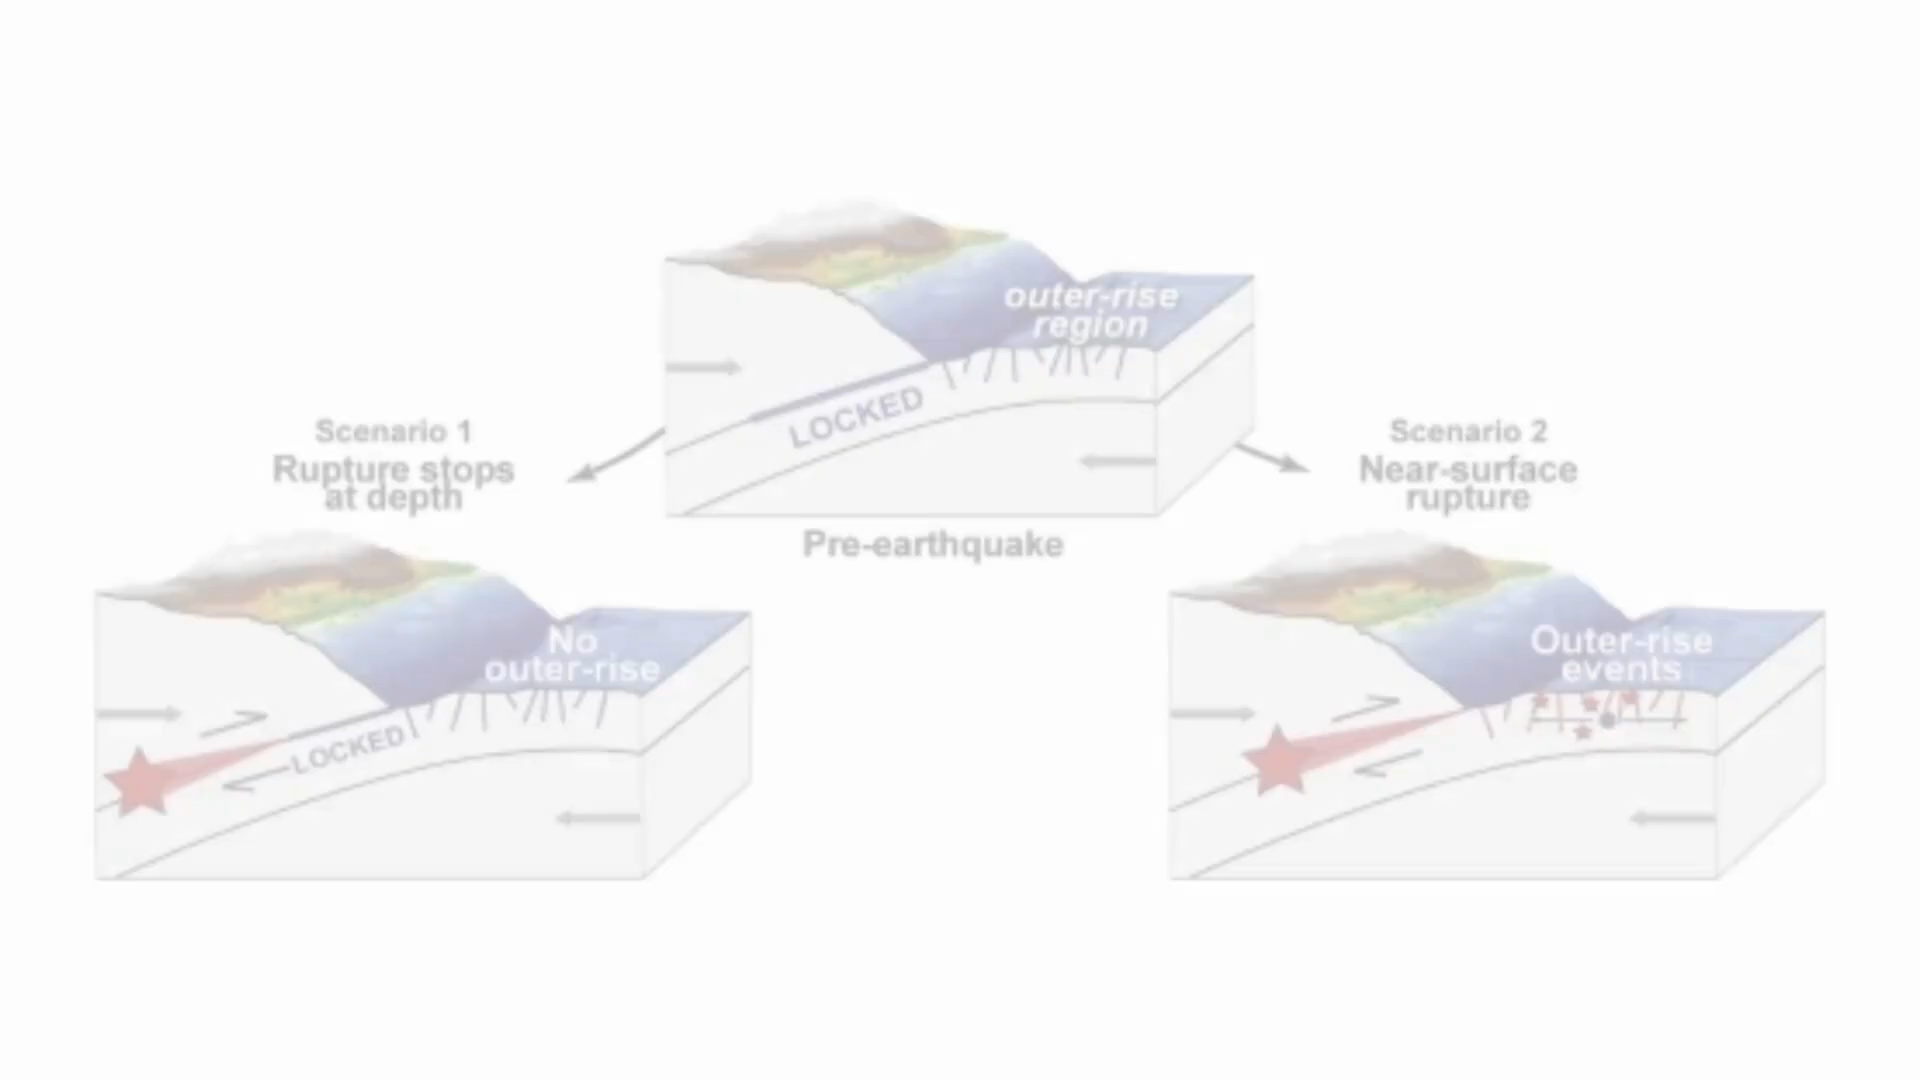 outer-rise
region
LOCKED
Pre-earthquake
Scenario 1
Rupture stops
at depth
No
outer-rise
LOCKED
Scenario 2
Near-surface
rupture
Outer-rise
events